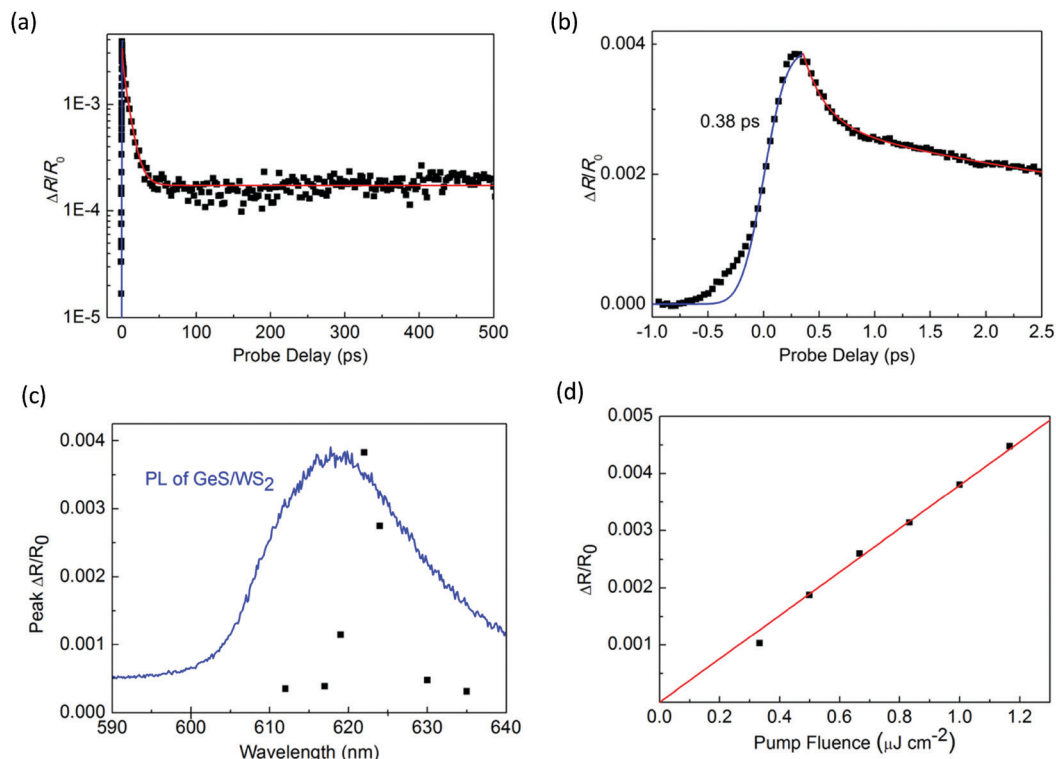 (a)
1E-3
1E-4
1E-5
ΔR/R0
0 100 200 300 400 500
Probe Delay (ps)
(b)
0.004
0.002
0.000
ΔR/R0
0.38 ps
-1.0 -0.5 0.0 0.5 1.0 1.5 2.0 2.5
Probe Delay (ps)
(c)
0.004
0.003
0.002
0.001
0.000
Peak ΔR/R0
PL of GeS/WS2
590 600 610 620 630 640
Wavelength (nm)
(d)
0.005
0.004
0.003
0.002
0.001
ΔR/R0
0.0 0.2 0.4 0.6 0.8 1.0 1.2
Pump Fluence (μJ cm-2)